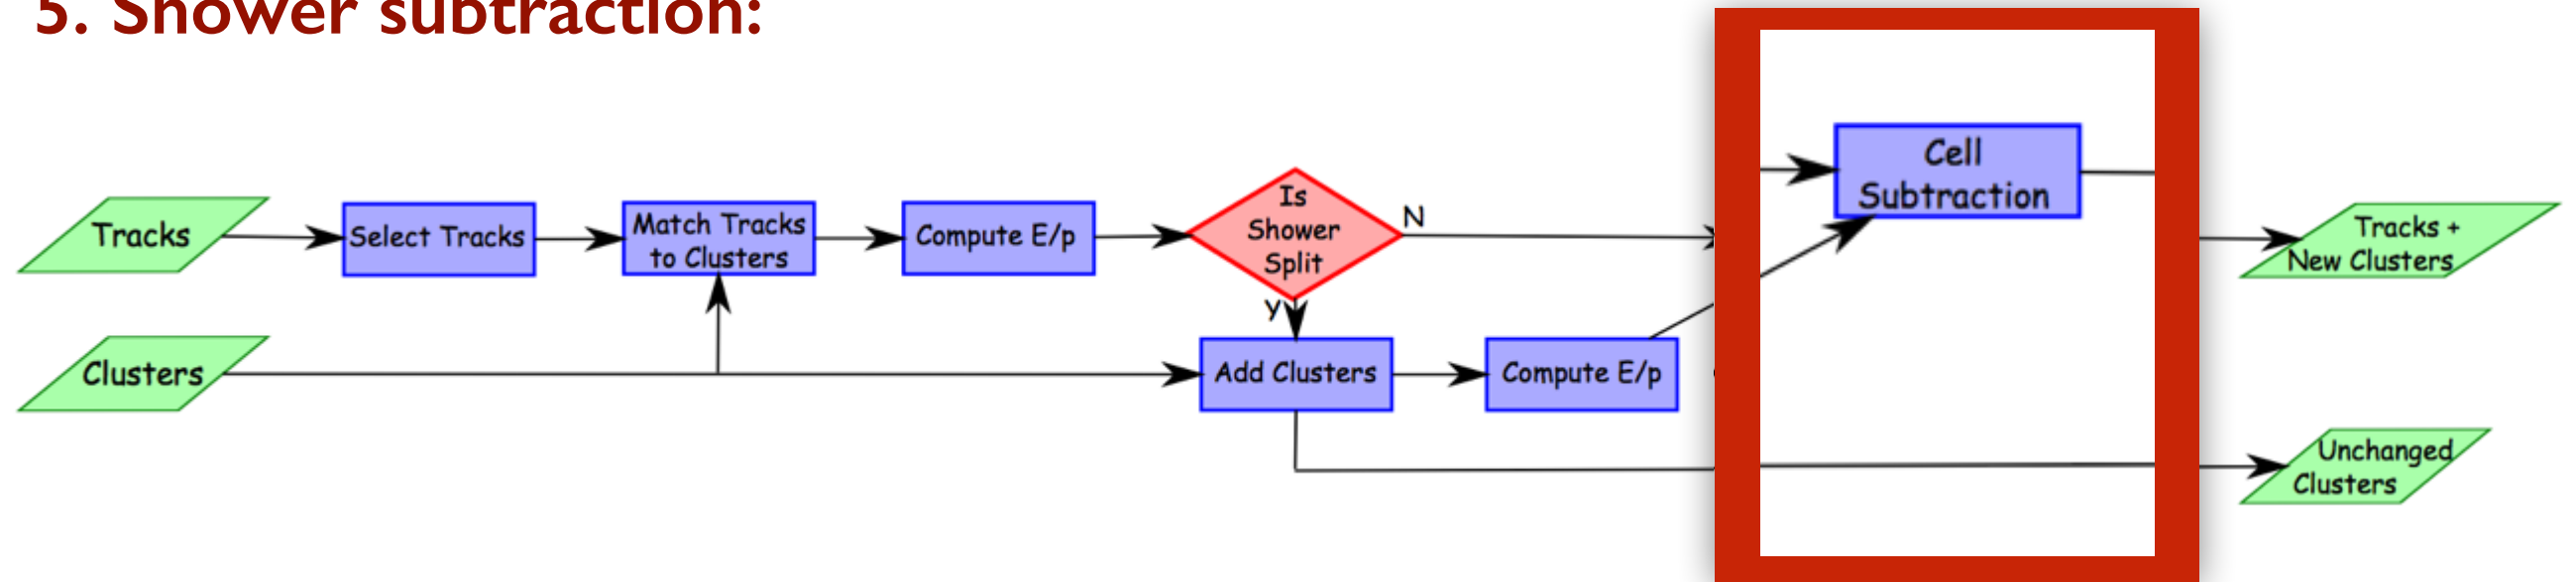 5. Shower subtraction:
Tracks
Select Tracks
Match Tracks
to Clusters
Compute E/p
Is
Shower
Split
N
Y
Cell
Subtraction
Tracks +
New Clusters
Clusters
Add Clusters
Compute E/p
Unchanged
Clusters